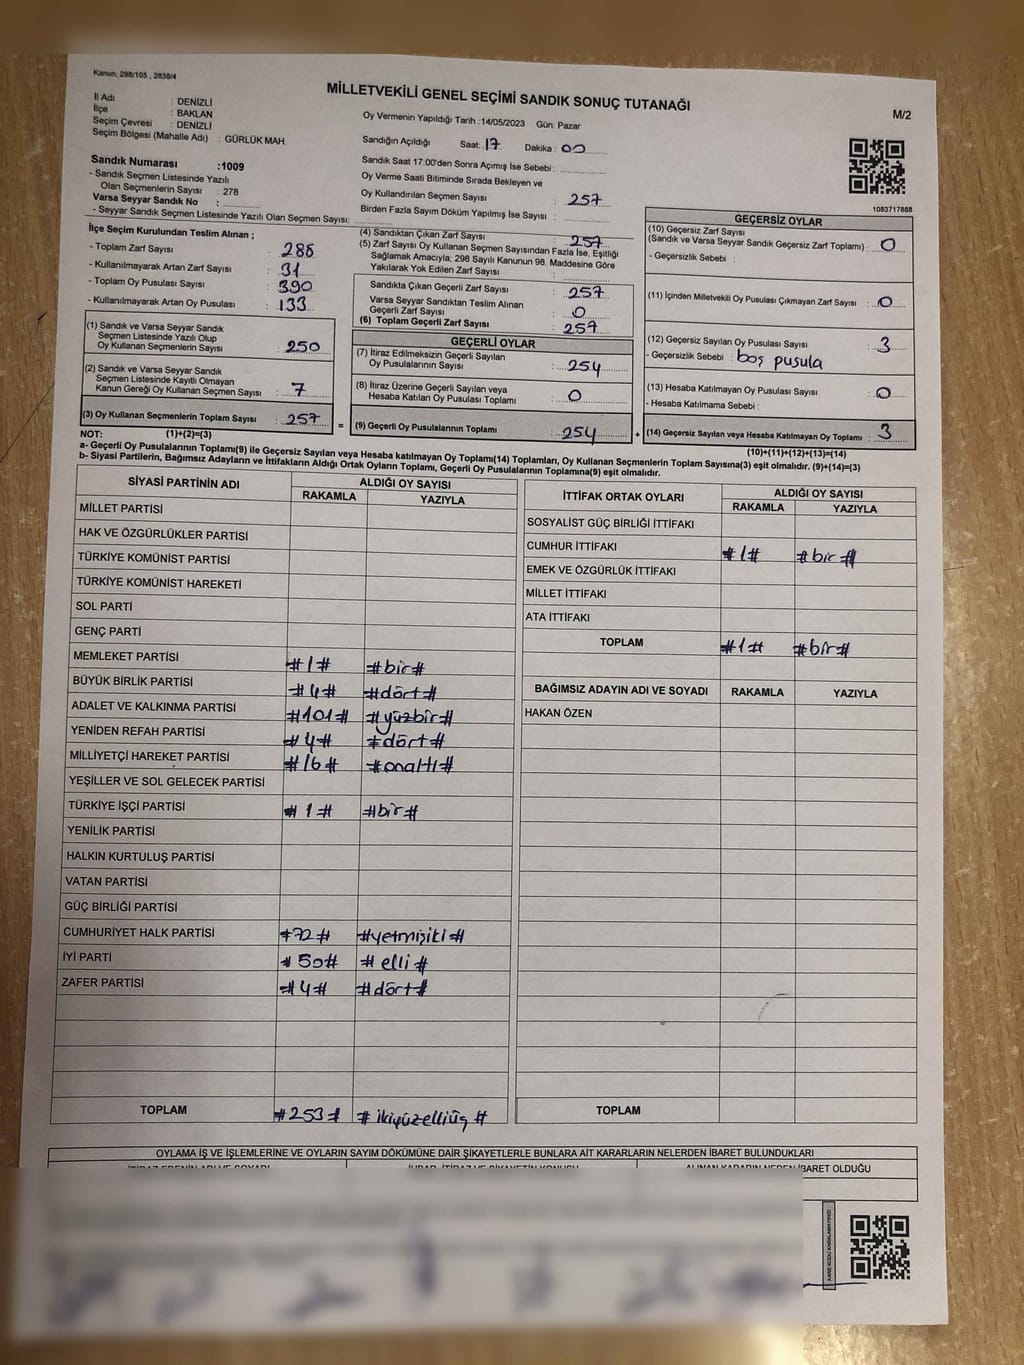 Kanun, 298/105 , 2839/4
MİLLETVEKİLİ GENEL SEÇİMİ SANDIK SONUÇ TUTANAĞI
M/2
İl Adı : DENİZLİ
İlçe : BAKLAN
Seçim Çevresi : DENİZLİ
Seçim Bölgesi (Mahalle Adı) : GÜRLÜK MAH.
Oy Vermenin Yapıldığı Tarih :14/05/2023 Gün: Pazar
Sandığın Açıldığı Saat: 17 Dakika : 00
Sandık Saat 17:00'den Sonra Açımış İse Sebebi :
Oy Verme Saati Bitiminde Sırada Bekleyen ve
Oy Kullandırılan Seçmen Sayısı : 257
Birden Fazla Sayım Döküm Yapılmış İse Sayısı :
Sandık Numarası :1009
- Sandık Seçmen Listesinde Yazılı
Olan Seçmenlerin Sayısı : 278
Varsa Seyyar Sandık No :
- Seyyar Sandık Seçmen Listesinde Yazılı Olan Seçmen Sayısı:
1083717888
İlçe Seçim Kurulundan Teslim Alınan ;
- Toplam Zarf Sayısı : 288
- Kullanılmayarak Artan Zarf Sayısı : 31
- Toplam Oy Pusulası Sayısı : 390
- Kullanılmayarak Artan Oy Pusulası : 133
(1) Sandık ve Varsa Seyyar Sandık
Seçmen Listesinde Yazılı Olup
Oy Kullanan Seçmenlerin Sayısı : 250
(2) Sandık ve Varsa Seyyar Sandık
Seçmen Listesinde Kayıtlı Olmayan
Kanun Gereği Oy Kullanan Seçmen Sayısı : 7
(3) Oy Kullanan Seçmenlerin Toplam Sayısı : 257
NOT: (1)+(2)=(3)
(4) Sandıktan Çıkan Zarf Sayısı : 257
(5) Zarf Sayısı Oy Kullanan Seçmen Sayısından Fazla İse, Eşitliği
Sağlamak Amacıyla; 298 Sayılı Kanunun 98. Maddesine Göre
Yakılarak Yok Edilen Zarf Sayısı :
Sandıkta Çıkan Geçerli Zarf Sayısı : 257
Varsa Seyyar Sandıktan Teslim Alınan
Geçerli Zarf Sayısı : 0
(6) Toplam Geçerli Zarf Sayısı : 257
GEÇERLİ OYLAR
(7) İtiraz Edilmeksizin Geçerli Sayılan
Oy Pusulalarının Sayısı : 254
(8) İtiraz Üzerine Geçerli Sayılan veya
Hesaba Katılan Oy Pusulası Toplamı : 0
= (9) Geçerli Oy Pusulalarının Toplamı : 254
GEÇERSİZ OYLAR
(10) Geçersiz Zarf Sayısı
(Sandık ve Varsa Seyyar Sandık Geçersiz Zarf Toplamı) : 0
- Geçersizlik Sebebi :
(11) İçinden Milletvekili Oy Pusulası Çıkmayan Zarf Sayısı : 0
(12) Geçersiz Sayılan Oy Pusulası Sayısı : 3
- Geçersizlik Sebebi : boş pusula
(13) Hesaba Katılmayan Oy Pusulası Sayısı : 0
- Hesaba Katılmama Sebebi :
+ (14) Geçersiz Sayılan veya Hesaba Katılmayan Oy Toplamı : 3
(10)+(11)+(12)+(13)=(14)
a- Geçerli Oy Pusulalarının Toplamı(9) ile Geçersiz Sayılan veya Hesaba katılmayan Oy Toplamı(14) Toplamları, Oy Kullanan Seçmenlerin Toplam Sayısına(3) eşit olmalıdır. (9)+(14)=(3)
b- Siyasi Partilerin, Bağımsız Adayların ve İttifakların Aldığı Ortak Oyların Toplamı, Geçerli Oy Pusulalarının Toplamına(9) eşit olmalıdır.
SİYASİ PARTİNİN ADI ALDIĞI OY SAYISI
RAKAMLA YAZIYLA
MİLLET PARTİSİ
HAK VE ÖZGÜRLÜKLER PARTİSİ
TÜRKİYE KOMÜNİST PARTİSİ
TÜRKİYE KOMÜNİST HAREKETİ
SOL PARTİ
GENÇ PARTİ
MEMLEKET PARTİSİ #1# #bir#
BÜYÜK BİRLİK PARTİSİ #4# #dört#
ADALET VE KALKINMA PARTİSİ #101# #yüzbir#
YENİDEN REFAH PARTİSİ #4# #dört#
MİLLİYETÇİ HAREKET PARTİSİ #16# #onaltı#
YEŞİLLER VE SOL GELECEK PARTİSİ
TÜRKİYE İŞÇİ PARTİSİ #1# #bir#
YENİLİK PARTİSİ
HALKIN KURTULUŞ PARTİSİ
VATAN PARTİSİ
GÜÇ BİRLİĞİ PARTİSİ
CUMHURİYET HALK PARTİSİ #72# #yetmişiki#
İYİ PARTİ #50# #elli#
ZAFER PARTİSİ #4# #dört#
TOPLAM #253# #ikiyüzelliüç#
İTTİFAK ORTAK OYLARI ALDIĞI OY SAYISI
RAKAMLA YAZIYLA
SOSYALİST GÜÇ BİRLİĞİ İTTİFAKI
CUMHUR İTTİFAKI #1# #bir#
EMEK VE ÖZGÜRLÜK İTTİFAKI
MİLLET İTTİFAKI
ATA İTTİFAKI
TOPLAM #1# #bir#
BAĞIMSIZ ADAYIN ADI VE SOYADI RAKAMLA YAZIYLA
HAKAN ÖZEN
TOPLAM
OYLAMA İŞ VE İŞLEMLERİNE VE OYLARIN SAYIM DÖKÜMÜNE DAİR ŞİKAYETLERLE BUNLARA AİT KARARLARIN NELERDEN İBARET BULUNDUKLARI
İTİRAZ EDENİN ADI VE SOYADI İHBAR, İTİRAZ VE ŞİKAYETİN KONUSU ALINAN KARARIN NEDEN İBARET OLDUĞU
KARE KODU KARALAMAYINIZ!